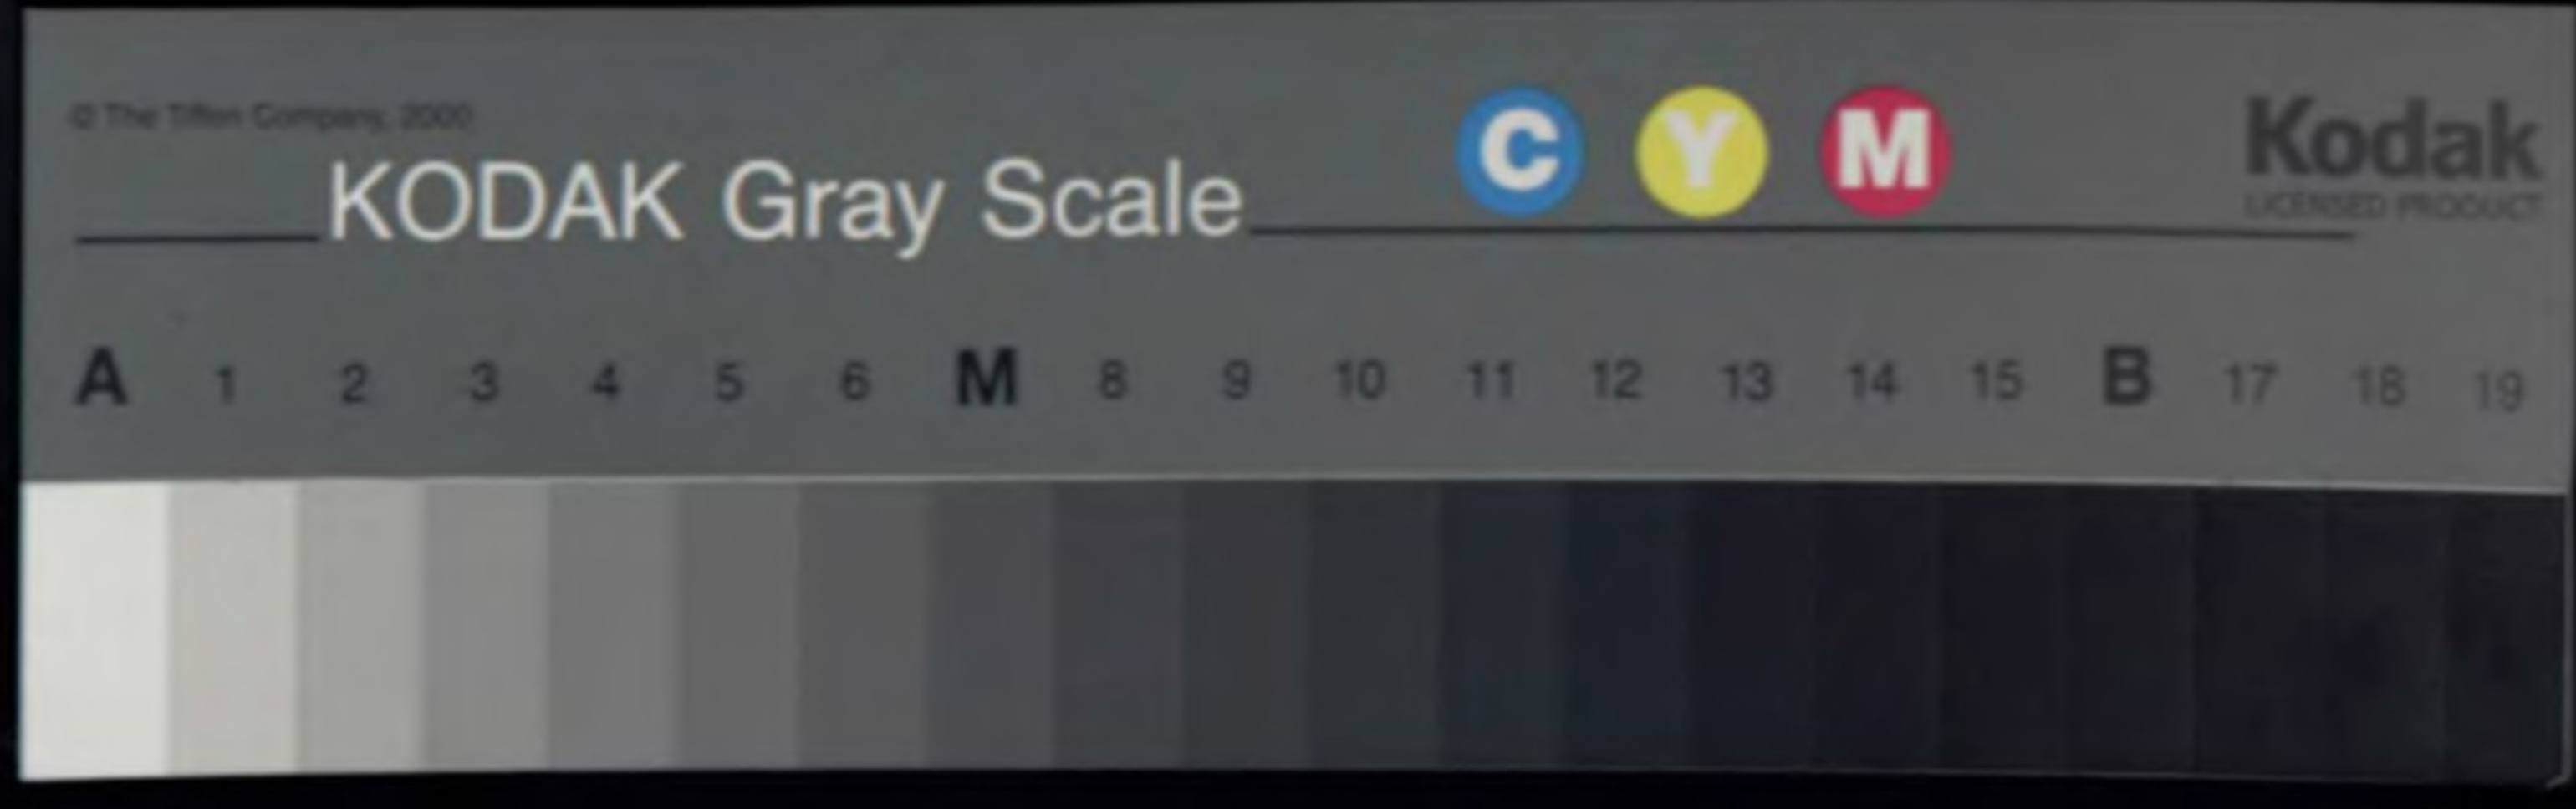 © The Tiffen Company, 2000
KODAK Gray Scale
C Y M
Kodak
LICENSED PRODUCT
A 1 2 3 4 5 6 M 8 9 10 11 12 13 14 15 B 17 18 19